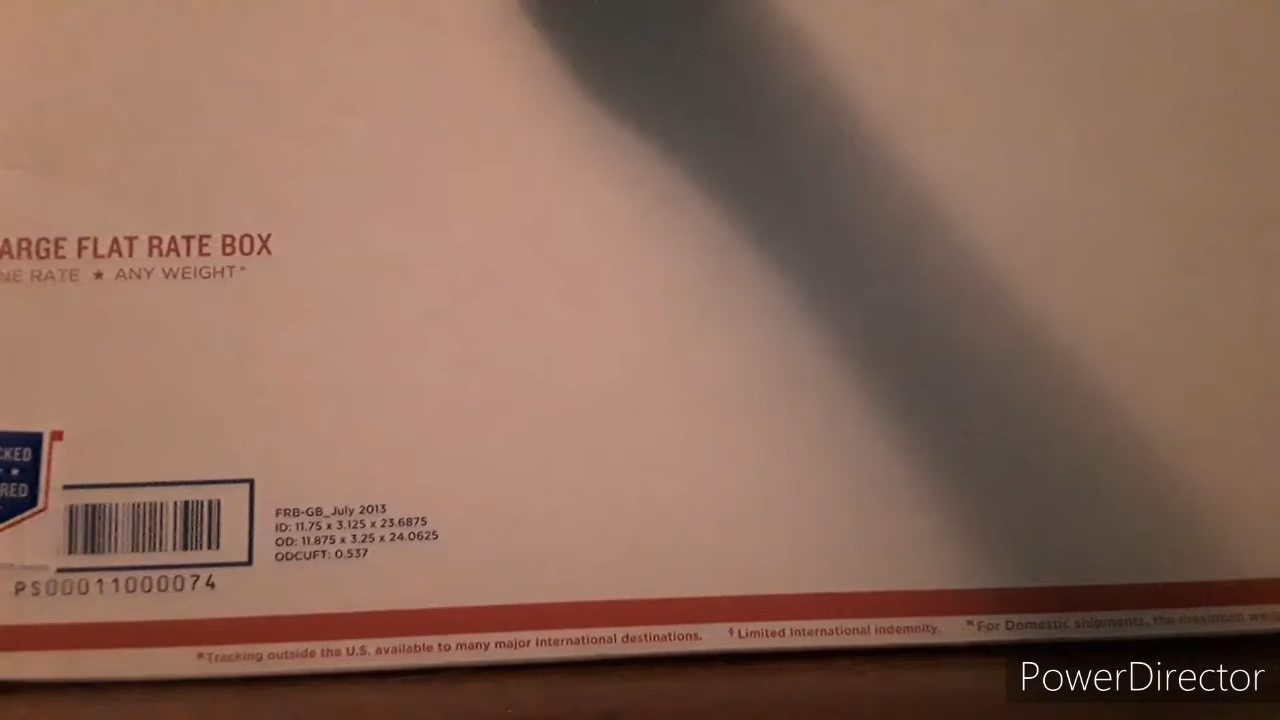 ARGE FLAT RATE BOX
NE RATE ★ ANY WEIGHT*
CKED
RED
FRB-GB_July 2013
ID: 11.75 x 3.125 x 23.6875
OD: 11.875 x 3.25 x 24.0625
ODCUFT: 0.537
PS00011000074
*Tracking outside the U.S. available to many major International destinations. ‡Limited International indemnity. *For Domestic shipments, the maximum
PowerDirector